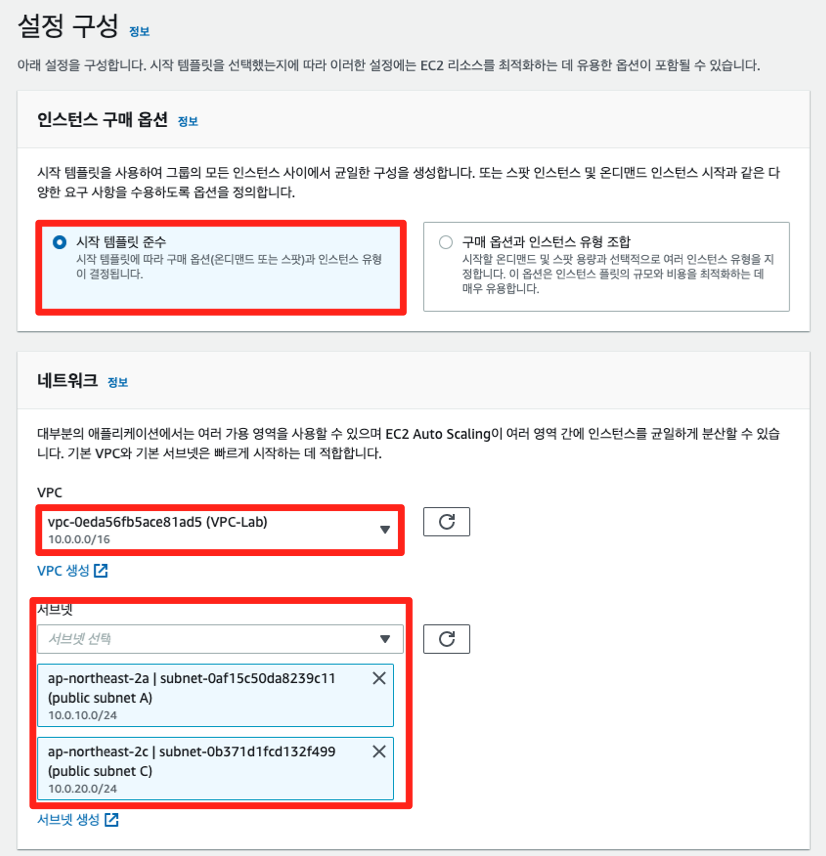 설정 구성 정보
아래 설정을 구성합니다. 시작 템플릿을 선택했는지에 따라 이러한 설정에는 EC2 리소스를 최적화하는 데 유용한 옵션이 포함될 수 있습니다.
인스턴스 구매 옵션 정보
시작 템플릿을 사용하여 그룹의 모든 인스턴스 사이에서 균일한 구성을 생성합니다. 또는 스팟 인스턴스 및 온디맨드 인스턴스 시작과 같은 다
양한 요구 사항을 수용하도록 옵션을 정의합니다.
시작 템플릿 준수
시작 템플릿에 따라 구매 옵션(온디맨드 또는 스팟)과 인스턴스 유형
이 결정됩니다.
구매 옵션과 인스턴스 유형 조합
시작할 온디맨드 및 스팟 용량과 선택적으로 여러 인스턴스 유형을 지
정합니다. 이 옵션은 인스턴스 플릿의 규모와 비용을 최적화하는 데
매우 유용합니다.
네트워크 정보
대부분의 애플리케이션에서는 여러 가용 영역을 사용할 수 있으며 EC2 Auto Scaling이 여러 영역 간에 인스턴스를 균일하게 분산할 수 있습
니다. 기본 VPC와 기본 서브넷은 빠르게 시작하는 데 적합합니다.
VPC
vpc-0eda56fb5ace81ad5 (VPC-Lab)
10.0.0.0/16
VPC 생성
서브넷
서브넷 선택
ap-northeast-2a | subnet-0af15c50da8239c11
(public subnet A)
10.0.10.0/24
ap-northeast-2c | subnet-0b371d1fcd132f499
(public subnet C)
10.0.20.0/24
서브넷 생성